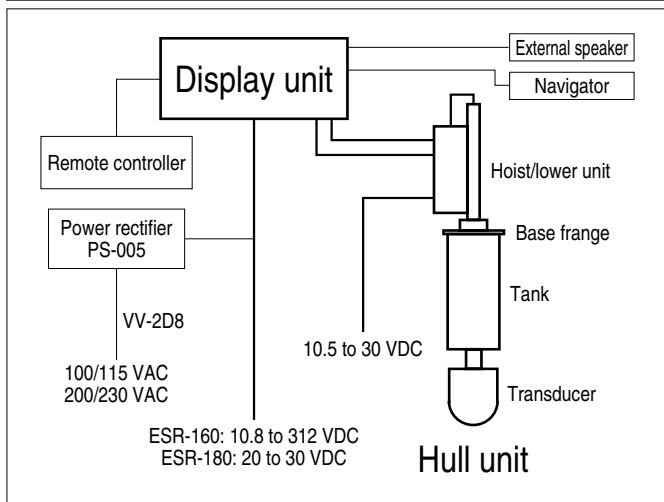 External speaker
Display unit
Navigator
Remote controller
Hoist/lower unit
Power rectifier
PS-005
Base frange
Tank
VV-2D8
10.5 to 30 VDC
100/115 VAC
200/230 VAC
Transducer
ESR-160: 10.8 to 312 VDC
ESR-180: 20 to 30 VDC
Hull unit